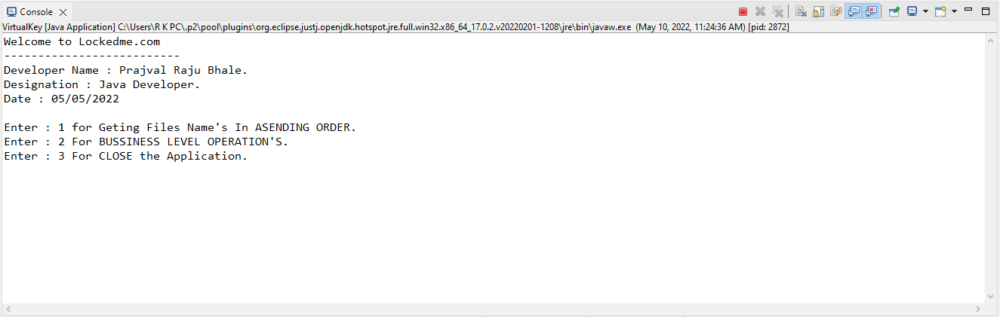 Console
VirtualKey [Java Application] C:\Users\R K PC\.p2\pool\plugins\org.eclipse.justj.openjdk.hotspot.jre.full.win32.x86_64_17.0.2.v20220201-1208\jre\bin\javaw.exe (May 10, 2022, 11:24:36 AM) [pid: 2872]
Welcome to Lockedme.com
--------------------------
Developer Name : Prajval Raju Bhale.
Designation : Java Developer.
Date : 05/05/2022
Enter : 1 for Geting Files Name's In ASENDING ORDER.
Enter : 2 For BUSSINESS LEVEL OPERATION'S.
Enter : 3 For CLOSE the Application.